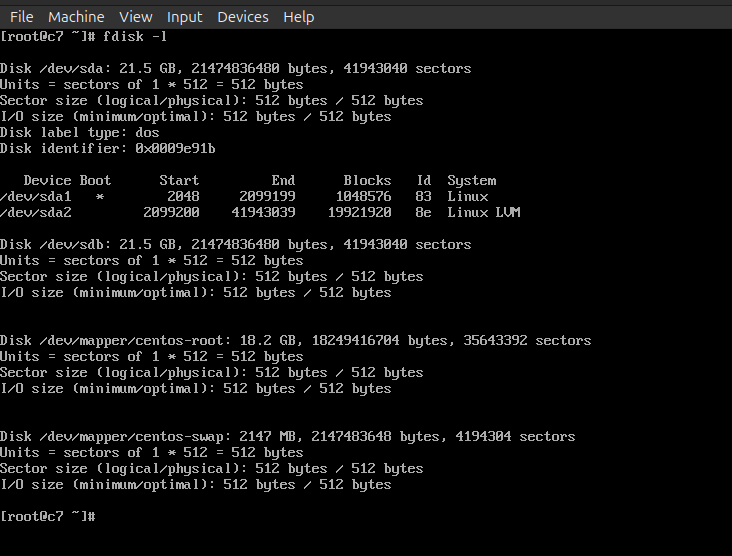 File Machine View Input Devices Help
[root@c7 ~]# fdisk -l
Disk /dev/sda: 21.5 GB, 21474836480 bytes, 41943040 sectors
Units = sectors of 1 * 512 = 512 bytes
Sector size (logical/physical): 512 bytes / 512 bytes
I/O size (minimum/optimal): 512 bytes / 512 bytes
Disk label type: dos
Disk identifier: 0x0009e91b
Device Boot Start End Blocks Id System
/dev/sda1 * 2048 2099199 1048576 83 Linux
/dev/sda2 2099200 41943039 19921920 8e Linux LVM
Disk /dev/sdb: 21.5 GB, 21474836480 bytes, 41943040 sectors
Units = sectors of 1 * 512 = 512 bytes
Sector size (logical/physical): 512 bytes / 512 bytes
I/O size (minimum/optimal): 512 bytes / 512 bytes
Disk /dev/mapper/centos-root: 18.2 GB, 18249416704 bytes, 35643392 sectors
Units = sectors of 1 * 512 = 512 bytes
Sector size (logical/physical): 512 bytes / 512 bytes
I/O size (minimum/optimal): 512 bytes / 512 bytes
Disk /dev/mapper/centos-swap: 2147 MB, 2147483648 bytes, 4194304 sectors
Units = sectors of 1 * 512 = 512 bytes
Sector size (logical/physical): 512 bytes / 512 bytes
I/O size (minimum/optimal): 512 bytes / 512 bytes
[root@c7 ~]#